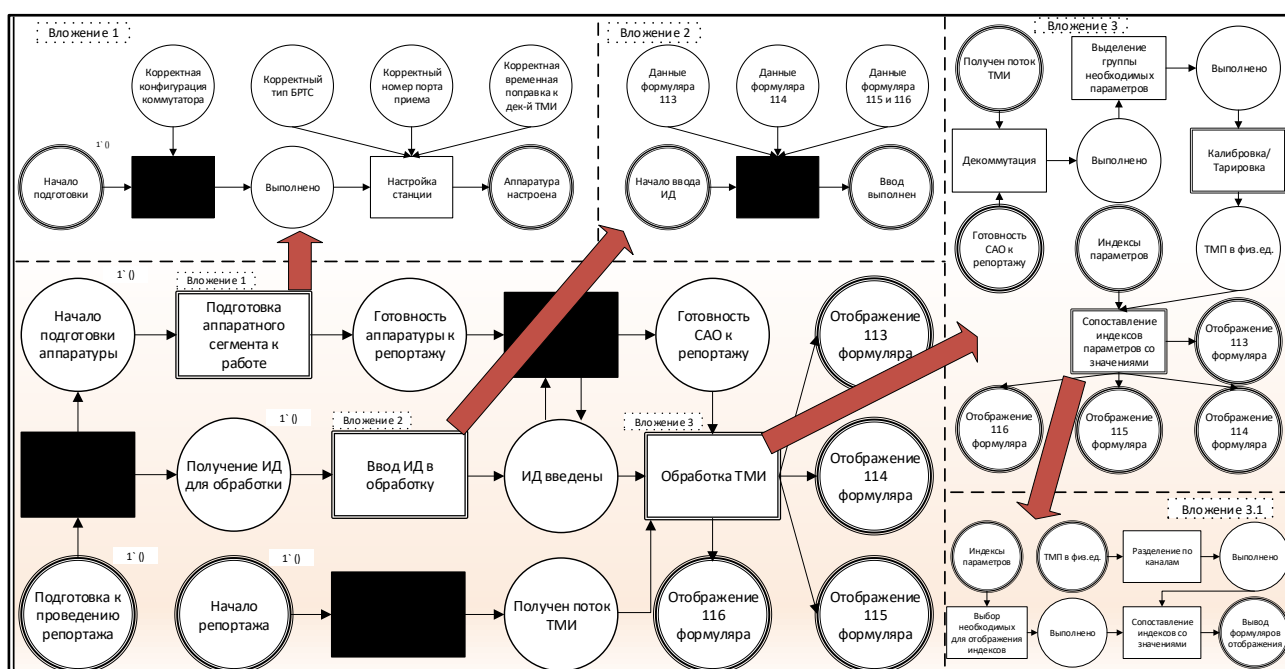 Вложение 1
Корректная
конфигурация
коммутатора
Корректный
тип БРТС
Корректный
номер порта
приема
Корректная
временная
поправка к
дек-й ТМИ
1`()
Начало
подготовки
Выполнено
Настройка
станции
Аппаратура
настроена
Вложение 2
Данные
формуляра
113
Данные
формуляра
114
Данные
формуляра
115 и 116
Начало ввода
ИД
Ввод
выполнен
Вложение 3
Получен поток
ТМИ
Выделение
группы
необходимых
параметров
Выполнено
Декоммутация
Выполнено
Калибровка/
Тарировка
Готовность
САО к
репортажу
Индексы
параметров
ТМП в физ.ед.
Сопоставление
индексов
параметров со
значениями
Отображение
113
формуляра
Отображение
116
формуляра
Отображение
115
формуляра
Отображение
114
формуляра
1`()
Вложение 1
Начало
подготовки
аппаратуры
Подготовка
аппаратного
сегмента к
работе
Готовность
аппаратуры к
репортажу
Готовность
САО к
репортажу
Отображение
113
формуляра
1`()
Вложение 2
Вложение 3
Получение ИД
для обработки
Ввод ИД в
обработку
ИД введены
Обработка ТМИ
Отображение
114
формуляра
1`()
1`()
Подготовка к
проведению
репортажа
Начало
репортажа
Получен поток
ТМИ
Отображение
116
формуляра
Отображение
115
формуляра
Вложение 3.1
Индексы
параметров
ТМП в физ.ед.
Разделение по
каналам
Выполнено
Выбор
необходимых
для отображения
индексов
Выполнено
Сопоставление
индексов со
значениями
Вывод
формуляров
отображения